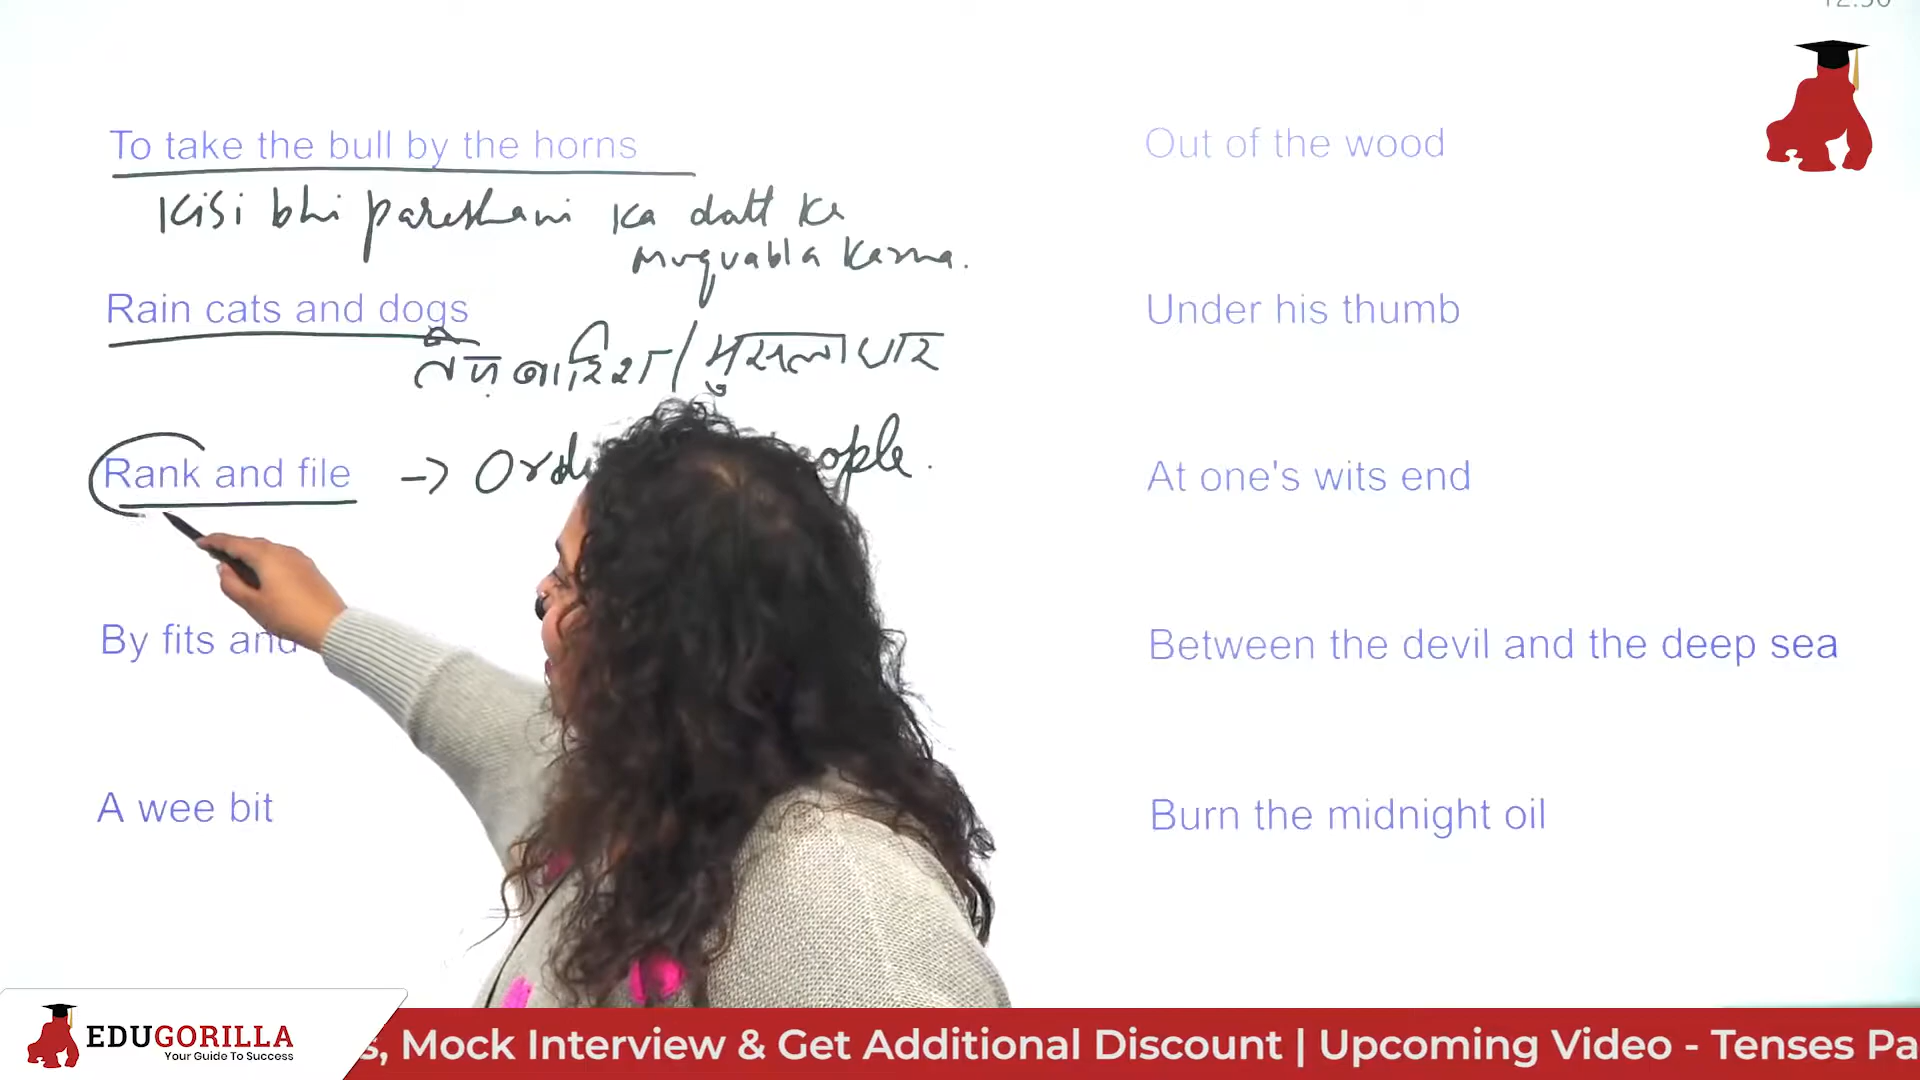 To take the bull by the horns
Kisi bhi pareshani ka datt ke
muquabla karna.
Rain cats and dogs
तेज़ बारिश / मूसलाधार
Rank and file → Orde ople.
By fits and
A wee bit
Out of the wood
Under his thumb
At one's wits end
Between the devil and the deep sea
Burn the midnight oil
EDUGORILLA
Your Guide To Success
s, Mock Interview & Get Additional Discount | Upcoming Video - Tenses Pa